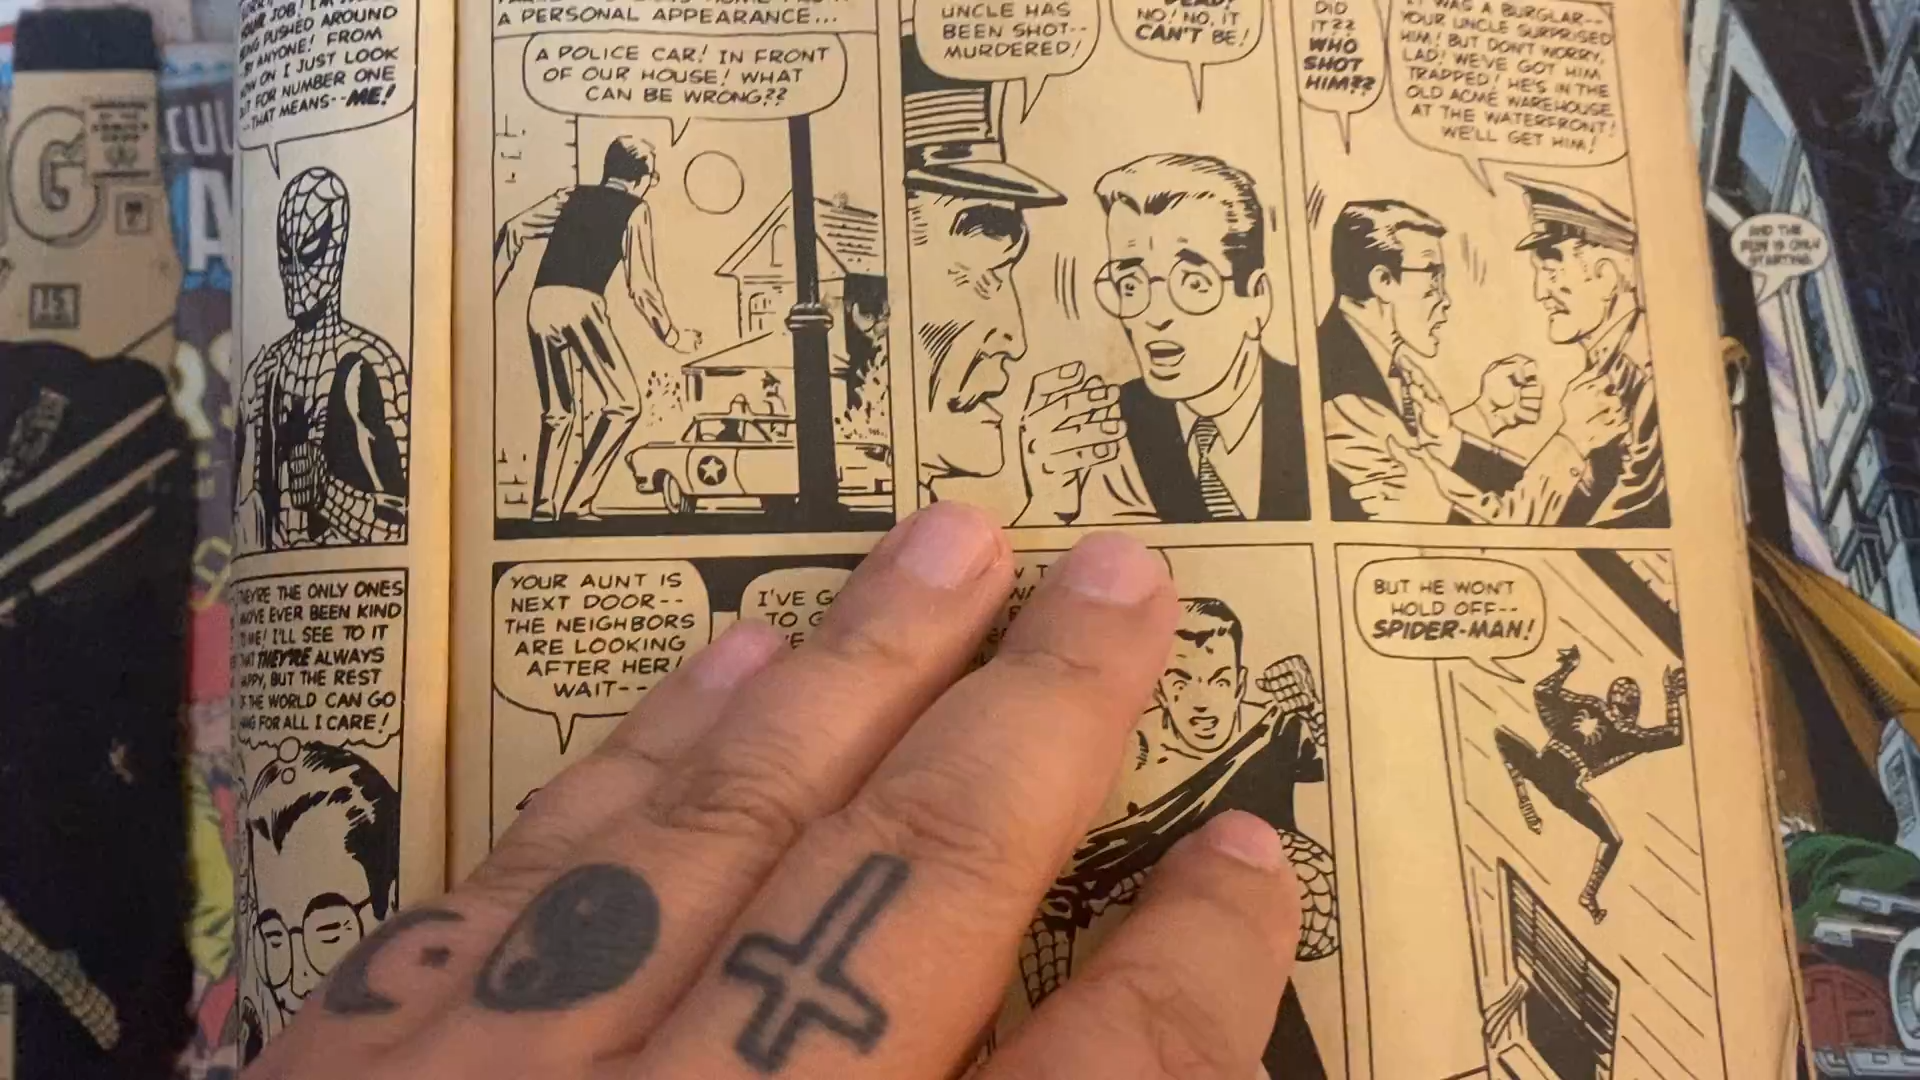 YOUR JOB! I'M
BEING PUSHED AROUND
BY ANYONE! FROM
NOW ON I JUST LOOK
OUT FOR NUMBER ONE
--THAT MEANS--ME!
THEY'RE THE ONLY ONES
EVER BEEN KIND
TO ME! I'LL SEE TO IT
THAT THEY'RE ALWAYS
HAPPY, BUT THE REST
OF THE WORLD CAN GO
HANG FOR ALL I CARE!
A PERSONAL APPEARANCE...
A POLICE CAR! IN FRONT
OF OUR HOUSE! WHAT
CAN BE WRONG??
UNCLE HAS
BEEN SHOT--
MURDERED!
DEAD?
NO! NO, IT
CAN'T BE!
DID
IT??
WHO
SHOT
HIM??
IT WAS A BURGLAR--
YOUR UNCLE SURPRISED
HIM! BUT DON'T WORRY,
LAD! WE'VE GOT HIM
TRAPPED! HE'S IN THE
OLD ACME WAREHOUSE
AT THE WATERFRONT!
WE'LL GET HIM!
YOUR AUNT IS
NEXT DOOR--
THE NEIGHBORS
ARE LOOKING
AFTER HER!
WAIT--
I'VE
TO
BUT HE WON'T
HOLD OFF--
SPIDER-MAN!
G
CUL
A
AND THE
FUN IS ONLY
STARTING